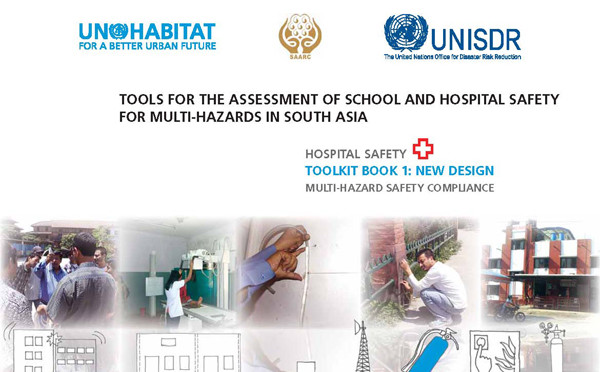 UN HABITAT
FOR A BETTER URBAN FUTURE
SAARC
UNISDR
The United Nations Office for Disaster Risk Reduction
TOOLS FOR THE ASSESSMENT OF SCHOOL AND HOSPITAL SAFETY
FOR MULTI-HAZARDS IN SOUTH ASIA
HOSPITAL SAFETY
TOOLKIT BOOK 1: NEW DESIGN
MULTI-HAZARD SAFETY COMPLIANCE